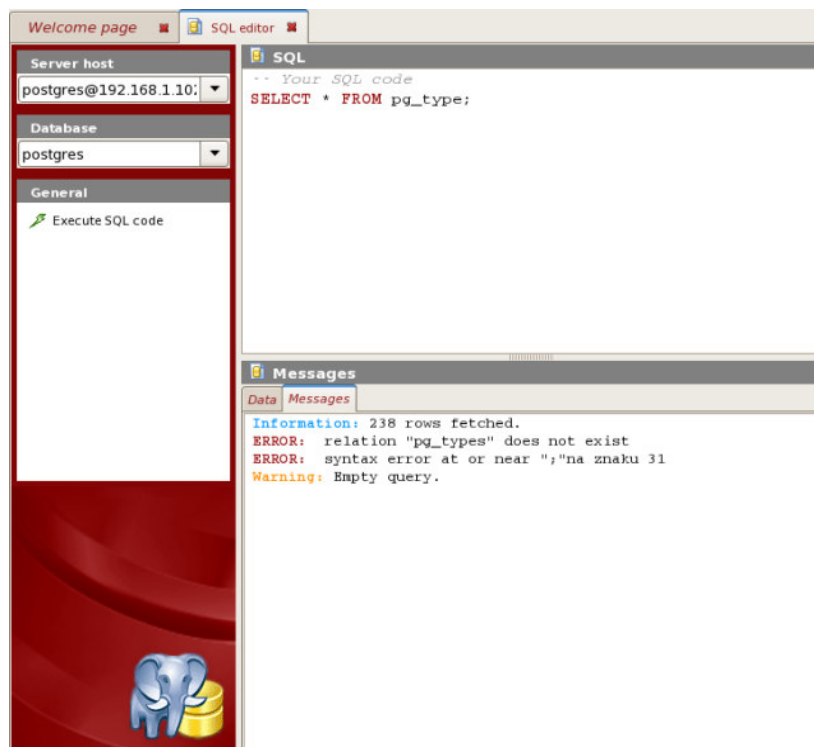 Welcome page
SQL editor
Server host
postgres@192.168.1.10
Database
postgres
General
Execute SQL code
SQL
-- Your SQL code
SELECT * FROM pg_type;
Messages
Data Messages
Information: 238 rows fetched.
ERROR: relation "pg_types" does not exist
ERROR: syntax error at or near ";"na znaku 31
Warning: Empty query.